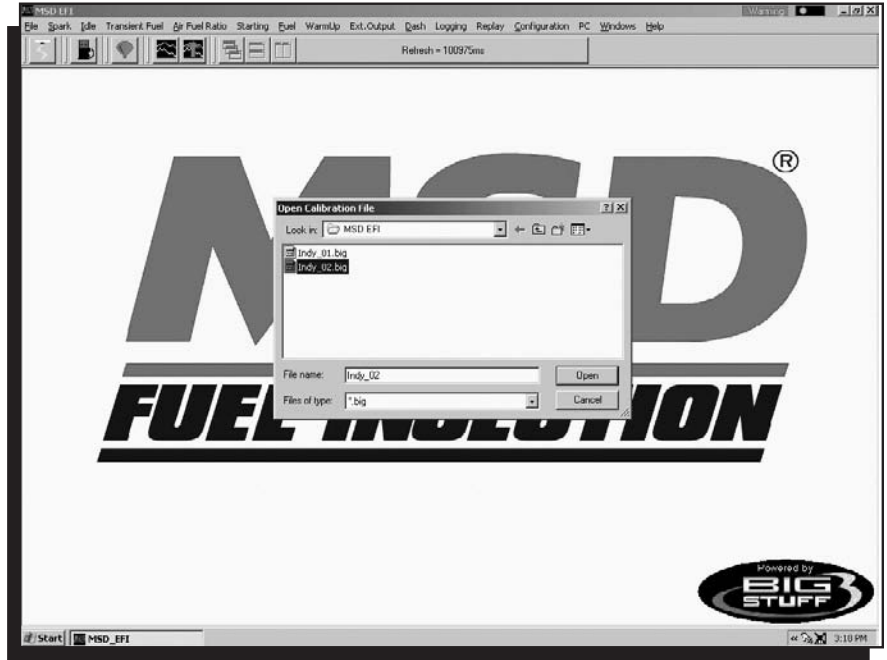 MSD EFI
Warning
File Spark Idle Transient Fuel Air Fuel Ratio Starting Fuel WarmUp Ext.Output Dash Logging Replay Configuration PC Windows Help
Refresh = 100975ms
MSD®
Open Calibration File
Look in: MSD EFI
Indy_01.big
Indy_02.big
File name: Indy_02 Open
Files of type: *.big Cancel
FUEL INJECTION
Powered by
BIG
STUFF 3
Start MSD_EFI 3:18 PM